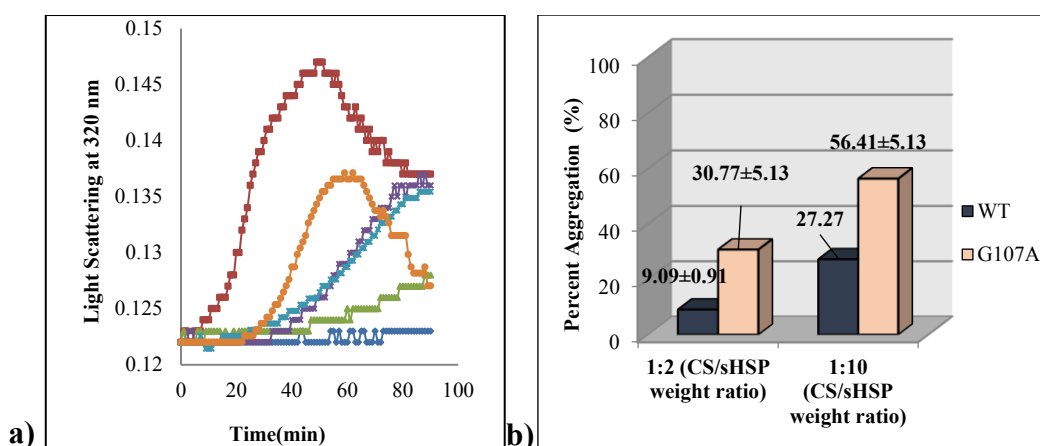 0.15
0.145
0.14
0.135
0.13
0.125
0.12
Light Scattering at 320 nm
0 20 40 60 80 100
Time(min)
a)
100
80
60
40
20
0
Percent Aggregation (%)
9.09±0.91
30.77±5.13
27.27
56.41±5.13
1:2 (CS/sHSP
weight ratio)
1:10
(CS/sHSP
weight ratio)
WT
G107A
b)